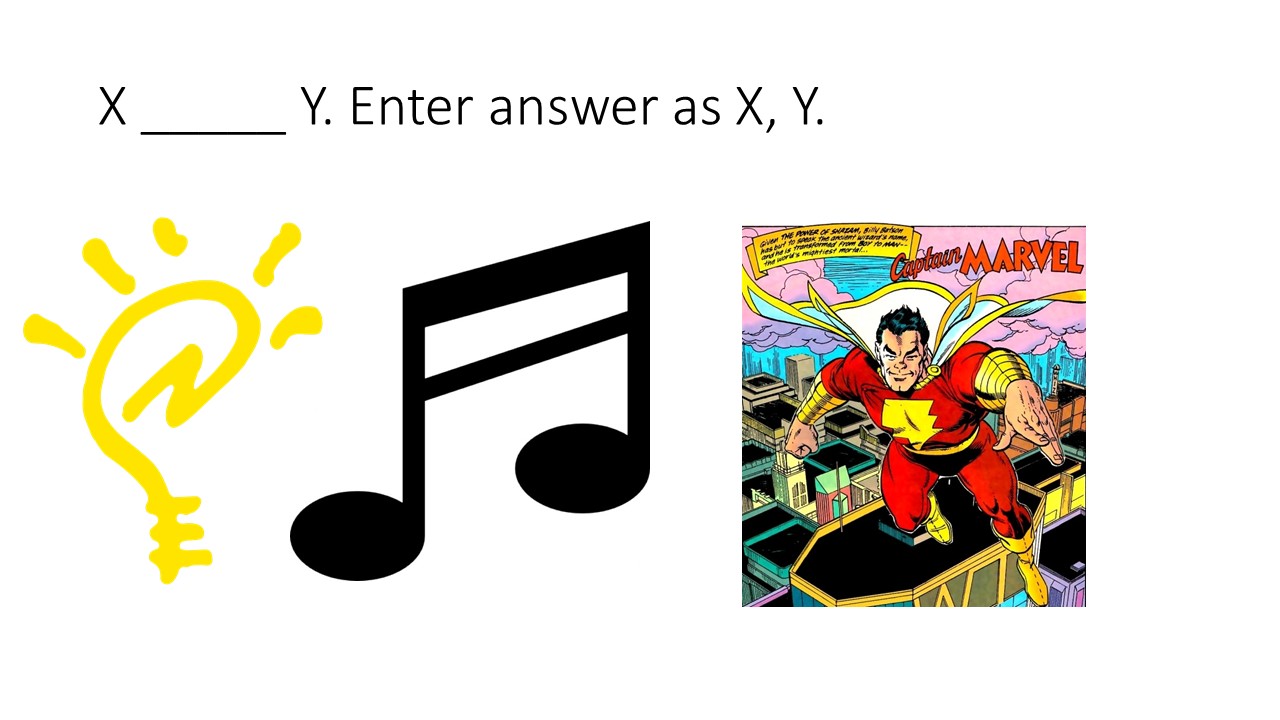 X _____ Y. Enter answer as X, Y.
GIVEN THE POWER OF SHAZAM, BILLY BATSON
HAS BUT TO SPEAK THE ANCIENT WIZARD'S NAME,
AND HE IS TRANSFORMED FROM BOY TO MAN--
THE WORLD'S MIGHTIEST MORTAL...
Captain MARVEL